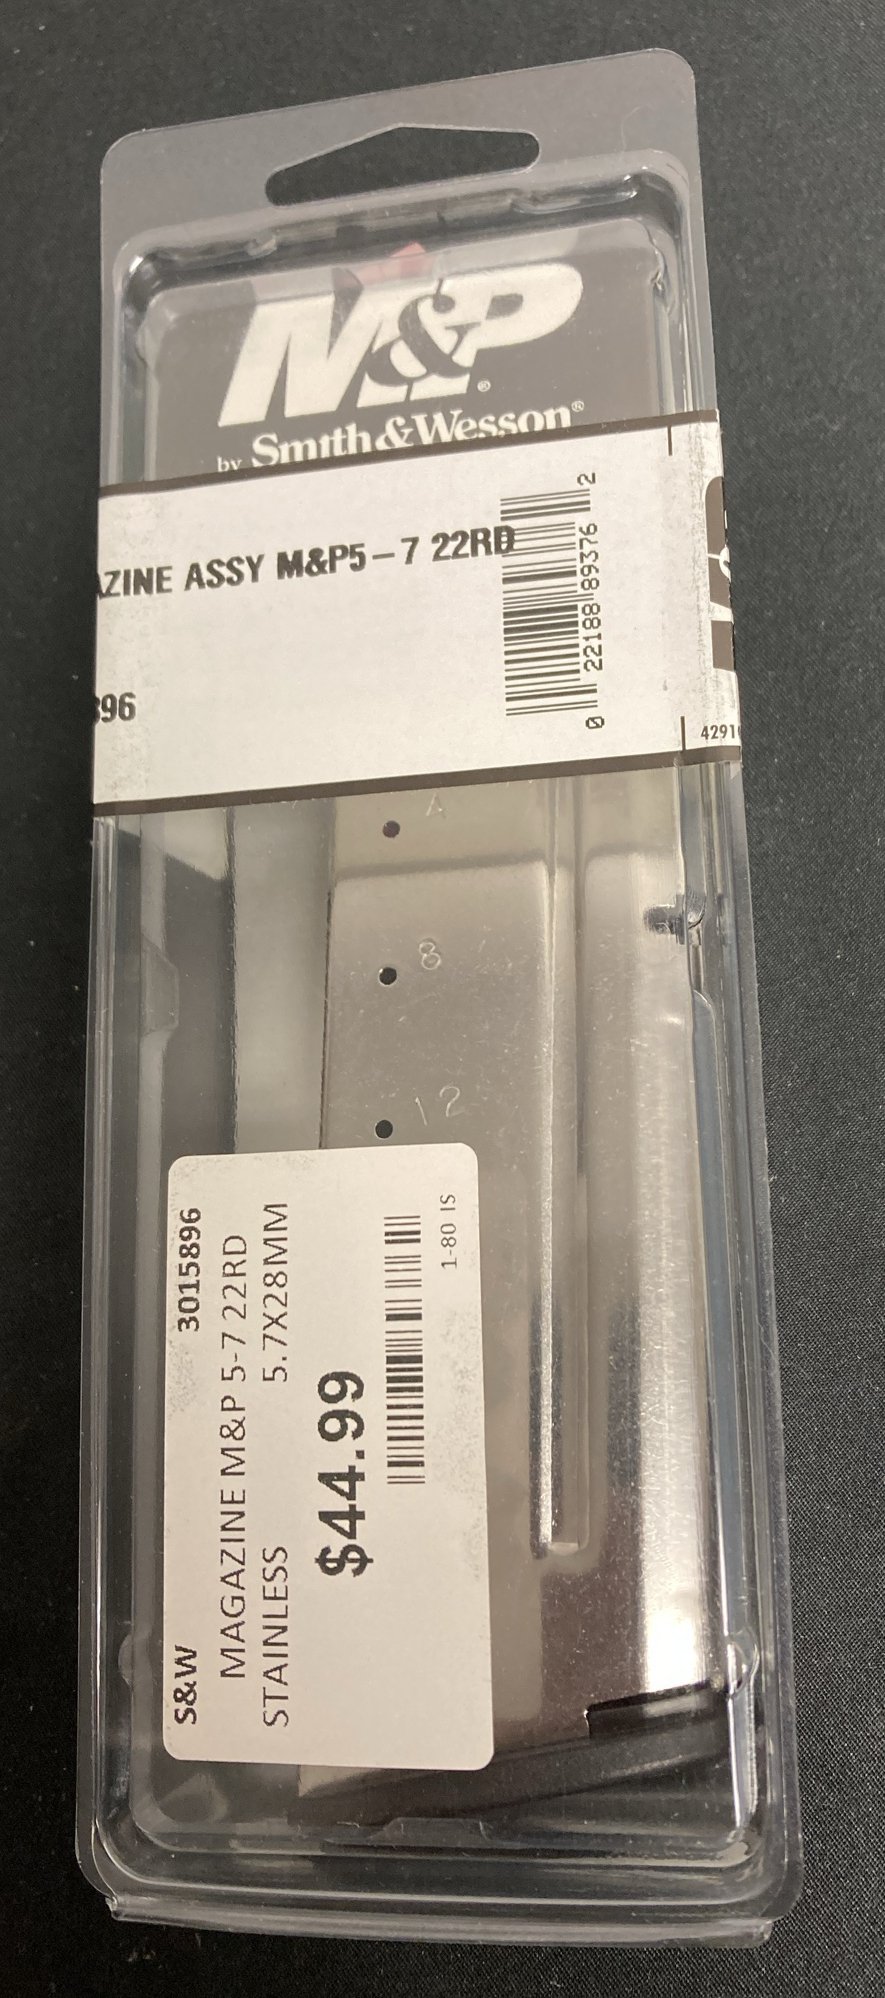 M&P®
by Smith & Wesson®
AZINE ASSY M&P5-7 22RD
896
0 22188 89376 2
42910
4
8
12
S&W 3015896
MAGAZINE M&P 5-7 22RD
STAINLESS 5.7X28MM
$44.99
1-80 IS